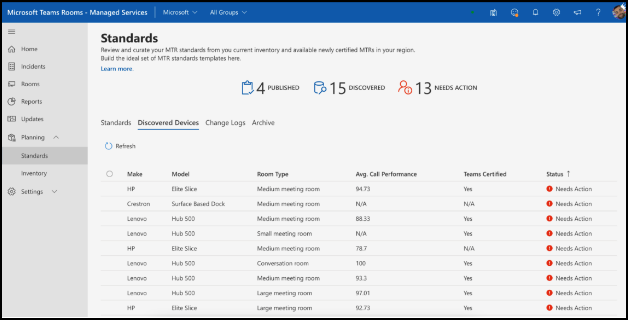 Microsoft Teams Rooms - Managed Services Microsoft All Groups
Home
Incidents
Rooms
Reports
Updates
Planning
Standards
Inventory
Settings
Standards
Review and curate your MTR standards from you current inventory and available newly certified MTRs in your region.
Build the ideal set of MTR standards templates here.
Learn more.
4 PUBLISHED 15 DISCOVERED 13 NEEDS ACTION
Standards Discovered Devices Change Logs Archive
Refresh
Make Model Room Type Avg. Call Performance Teams Certified Status ↑
HP Elite Slice Medium meeting room 94.73 Yes Needs Action
Crestron Surface Based Dock Medium meeting room N/A N/A Needs Action
Lenovo Hub 500 Medium meeting room 88.33 Yes Needs Action
Lenovo Hub 500 Small meeting room N/A Yes Needs Action
HP Elite Slice Medium meeting room 78.7 N/A Needs Action
Lenovo Hub 500 Conversation room 100 Yes Needs Action
Lenovo Hub 500 Medium meeting room 93.3 Yes Needs Action
Lenovo Hub 500 Large meeting room 97.01 Yes Needs Action
HP Elite Slice Large meeting room 92.73 Yes Needs Action